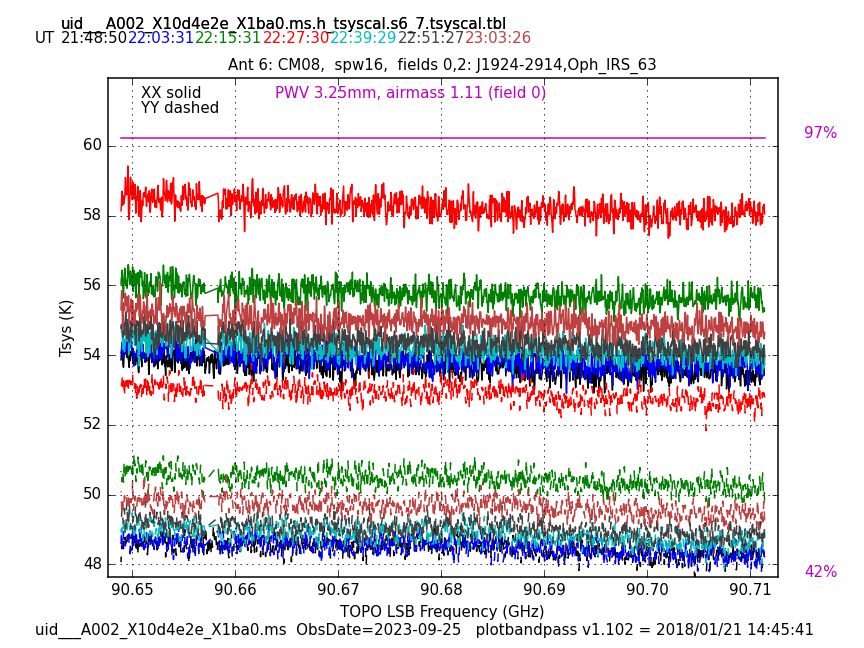 uid___A002_X10d4e2e_X1ba0.ms.h_tsyscal.s6_7.tsyscal.tbl
UT 21:48:50 22:03:31 22:15:31 22:27:30 22:39:29 22:51:27 23:03:26
Ant 6: CM08,  spw16,  fields 0,2: J1924-2914,Oph_IRS_63
XX solid
YY dashed
PWV 3.25mm, airmass 1.11 (field 0)
97%
42%
Tsys (K)
60
58
56
54
52
50
48
90.65 90.66 90.67 90.68 90.69 90.70 90.71
TOPO LSB Frequency (GHz)
uid___A002_X10d4e2e_X1ba0.ms  ObsDate=2023-09-25   plotbandpass v1.102 = 2018/01/21 14:45:41